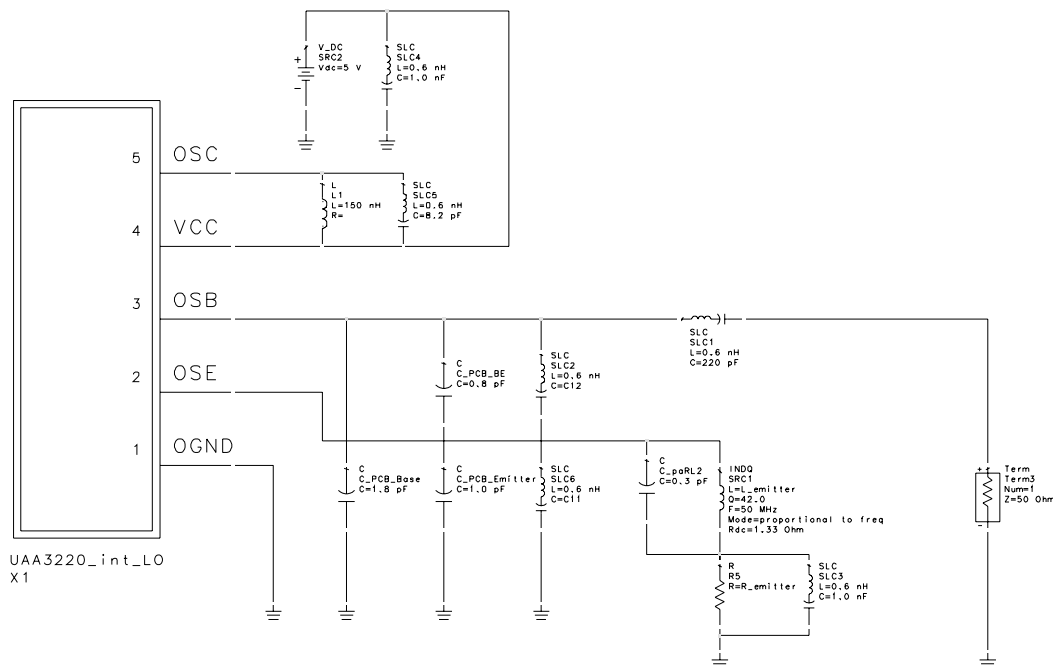 V_DC
SRC2
Vdc=5 V
+
-
SLC
SLC4
L=0.6 nH
C=1.0 nF
5 OSC
L
L1
L=150 nH
R=
SLC
SLC5
L=0.6 nH
C=8.2 pF
4 VCC
3 OSB
SLC
SLC1
L=0.6 nH
C=220 pF
C
C_PCB_BE
C=0.8 pF
SLC
SLC2
L=0.6 nH
C=C12
2 OSE
1 OGND
C
C_PCB_Base
C=1.8 pF
C
C_PCB_Emitter
C=1.0 pF
SLC
SLC6
L=0.6 nH
C=C11
C
C_paRL2
C=0.3 pF
INDQ
SRC1
L=L_emitter
Q=42.0
F=50 MHz
Mode=proportional to freq
Rdc=1.33 Ohm
+
-
Term
Term3
Num=1
Z=50 Ohm
R
R5
R=R_emitter
SLC
SLC3
L=0.6 nH
C=1.0 nF
UAA3220_int_LO
X1